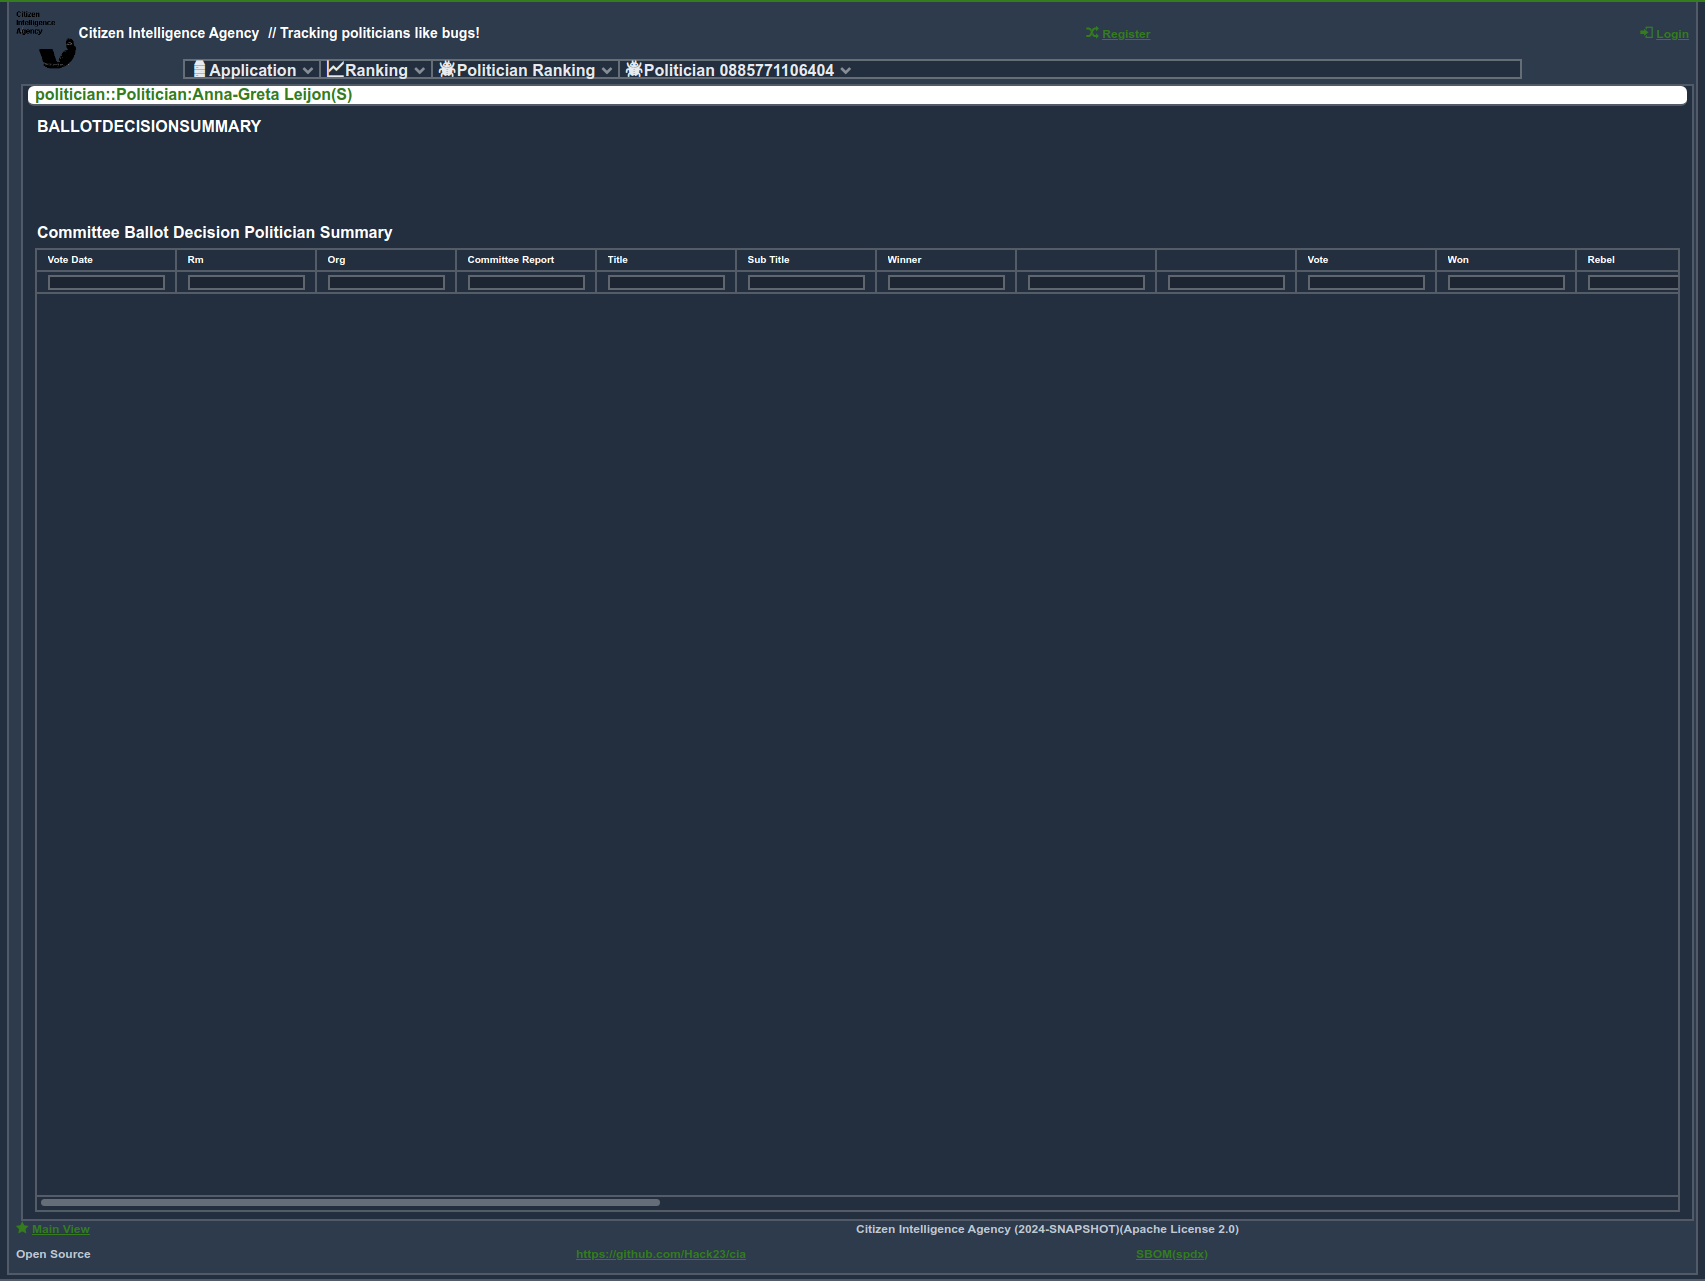 Citizen
Intelligence
Agency
Citizen Intelligence Agency // Tracking politicians like bugs!
Register
Login
Application
Ranking
Politician Ranking
Politician 0885771106404
politician::Politician:Anna-Greta Leijon(S)
BALLOTDECISIONSUMMARY
Committee Ballot Decision Politician Summary
Vote Date
Rm
Org
Committee Report
Title
Sub Title
Winner
Vote
Won
Rebel
Main View
Citizen Intelligence Agency (2024-SNAPSHOT)(Apache License 2.0)
Open Source
https://github.com/Hack23/cia
SBOM(spdx)